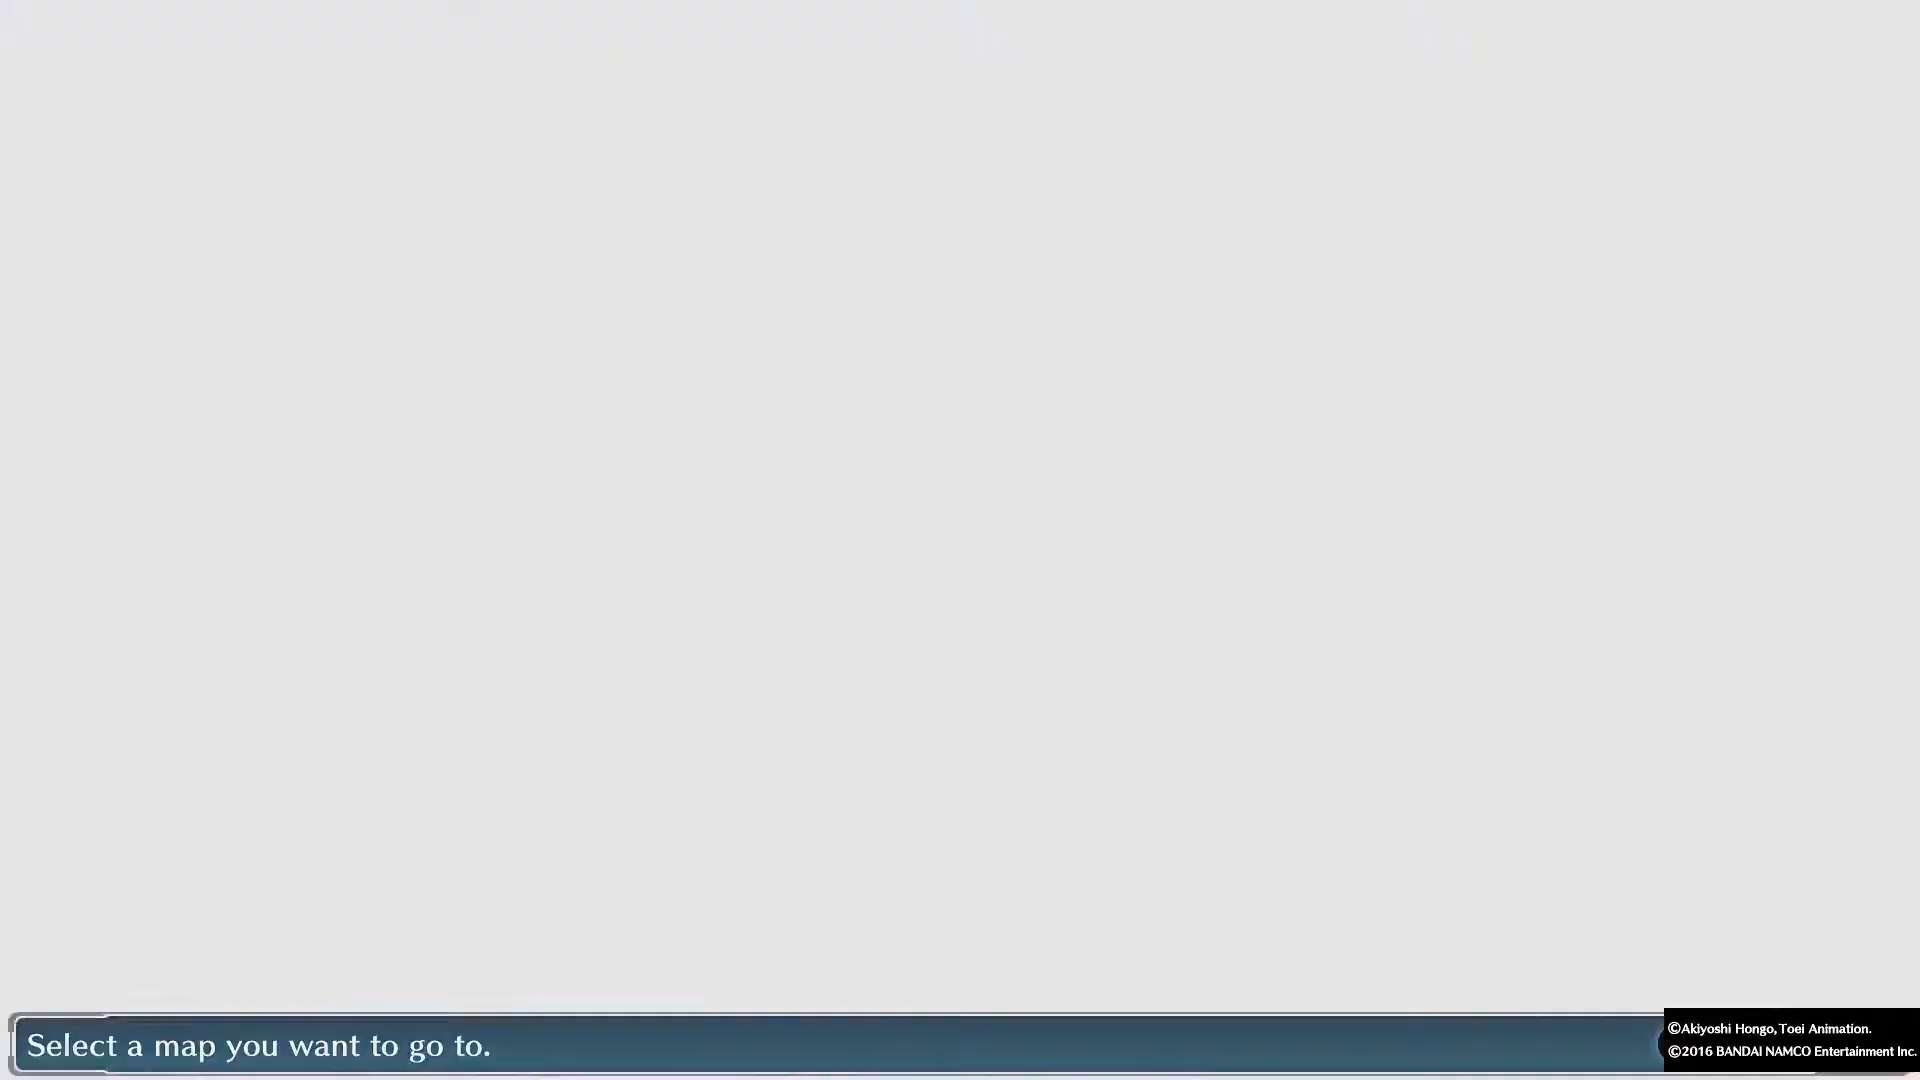 Select a map you want to go to.
©Akiyoshi Hongo, Toei Animation.
©2016 BANDAI NAMCO Entertainment Inc.